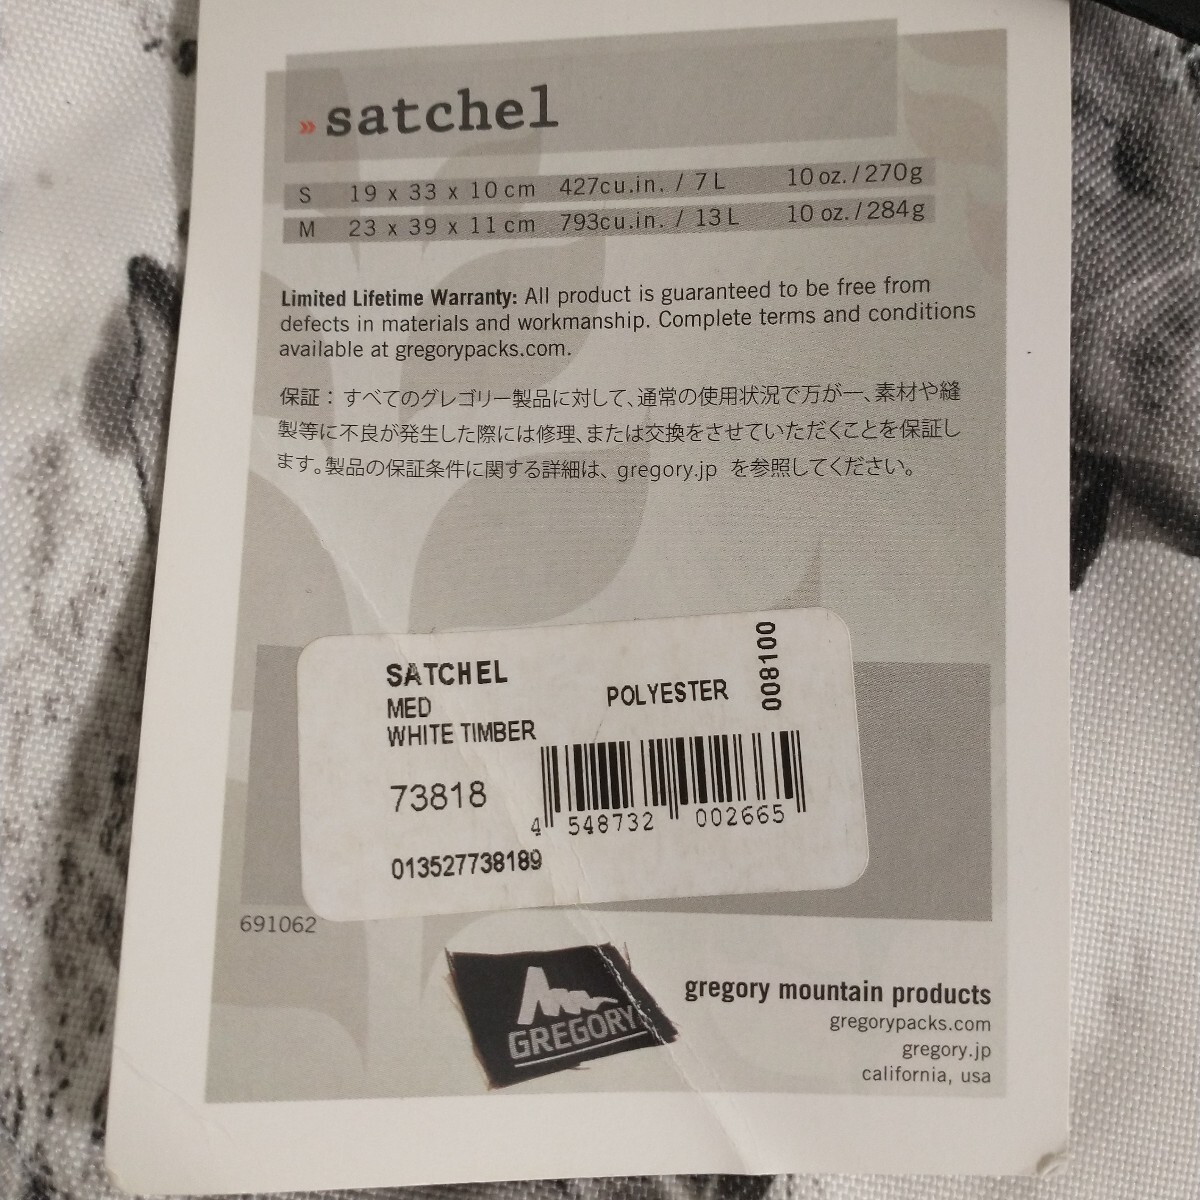 » satchel
S 19 x 33 x 10 cm 427cu.in. / 7 L 10 oz. / 270g
M 23 x 39 x 11 cm 793cu.in. / 13 L 10 oz. / 284g
Limited Lifetime Warranty: All product is guaranteed to be free from
defects in materials and workmanship. Complete terms and conditions
available at gregorypacks.com.
保証：すべてのグレゴリー製品に対して、通常の使用状況で万が一、素材や縫
製等に不良が発生した際には修理、または交換をさせていただくことを保証し
ます。製品の保証条件に関する詳細は、gregory.jp を参照してください。
SATCHEL
MED
WHITE TIMBER
POLYESTER
008100
73818
4 548732 002665
013527738189
691062
GREGORY
gregory mountain products
gregorypacks.com
gregory.jp
california, usa